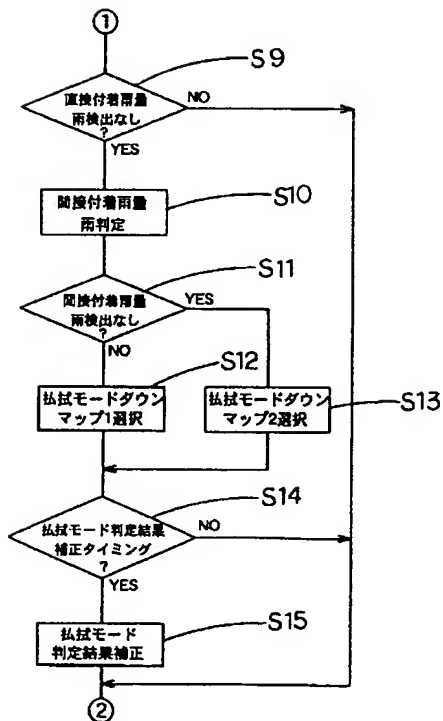 ①
S9
直接付着雨量
雨検出なし
?
NO
YES
間接付着雨量
雨判定
S10
S11
間接付着雨量
雨検出なし
?
YES
NO
S12
払拭モードダウン
マップ1選択
払拭モードダウン
マップ2選択
S13
S14
払拭モード判定結果
補正タイミング
?
NO
YES
S15
払拭モード
判定結果補正
②